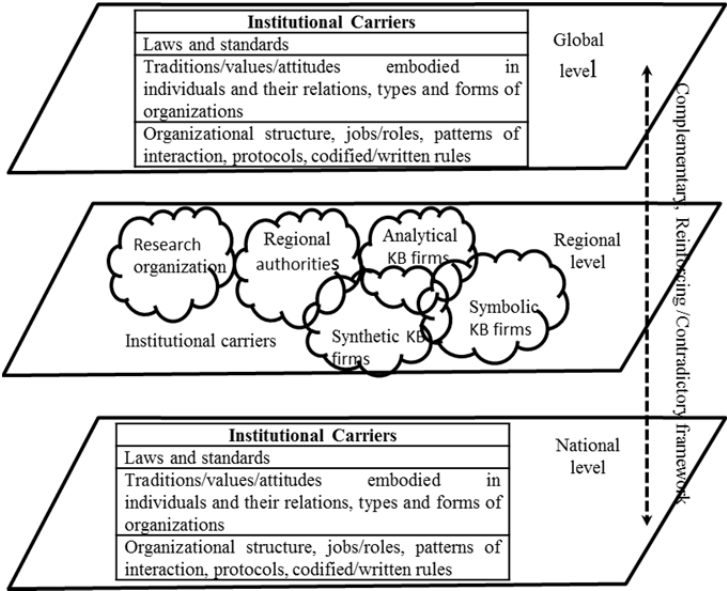 Institutional Carriers
Laws and standards
Traditions/values/attitudes embodied in
individuals and their relations, types and forms of
organizations
Organizational structure, jobs/roles, patterns of
interaction, protocols, codified/written rules
Global
level
Complementary, Reinforcing /Contradictory framework
Research
organization
Regional
authorities
Analytical
KB firms
Regional
level
Symbolic
KB firms
Institutional carriers
Synthetic KB
firms
Institutional Carriers
Laws and standards
Traditions/values/attitudes embodied in
individuals and their relations, types and forms of
organizations
Organizational structure, jobs/roles, patterns of
interaction, protocols, codified/written rules
National
level